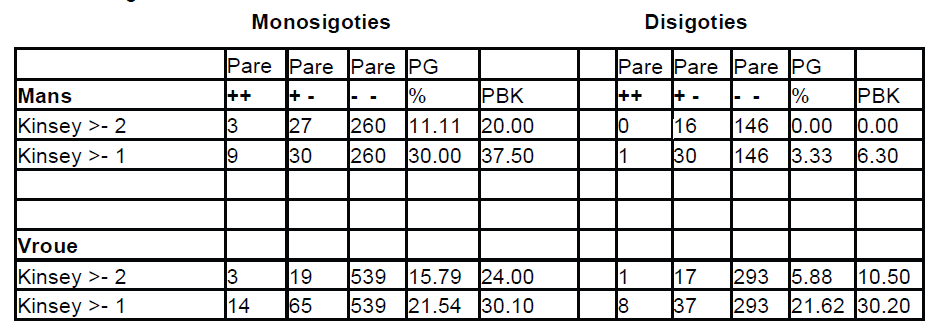 Monosigoties Disigoties
Pare Pare Pare PG Pare Pare Pare PG
Mans ++ + - - - % PBK ++ + - - - % PBK
Kinsey >- 2 3 27 260 11.11 20.00 0 16 146 0.00 0.00
Kinsey >- 1 9 30 260 30.00 37.50 1 30 146 3.33 6.30
Vroue
Kinsey >- 2 3 19 539 15.79 24.00 1 17 293 5.88 10.50
Kinsey >- 1 14 65 539 21.54 30.10 8 37 293 21.62 30.20